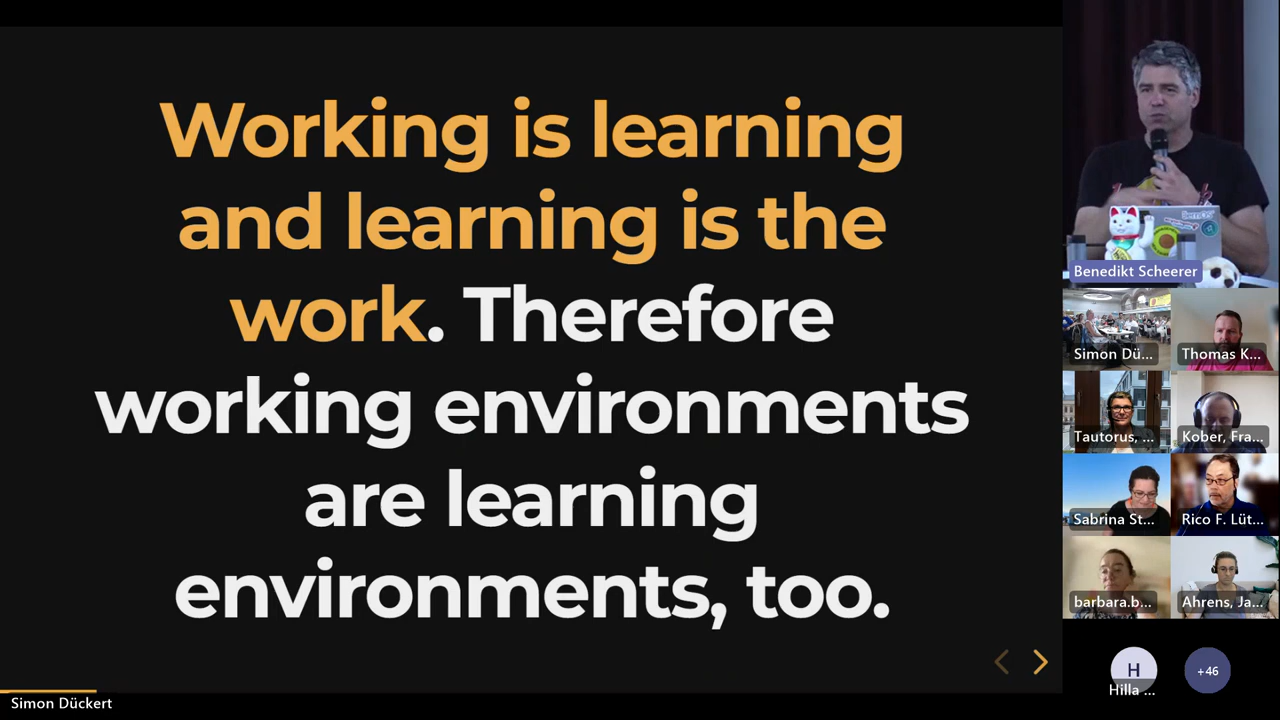 Working is learning
and learning is the
work. Therefore
working environments
are learning
environments, too.
Simon Dückert
Benedikt Scheerer
Simon Dü...
Thomas K...
Tautorus, ...
Kober, Fra...
Sabrina St...
Rico F. Lüt...
barbara.b...
Ahrens, Ja...
H
Hilla ...
+46